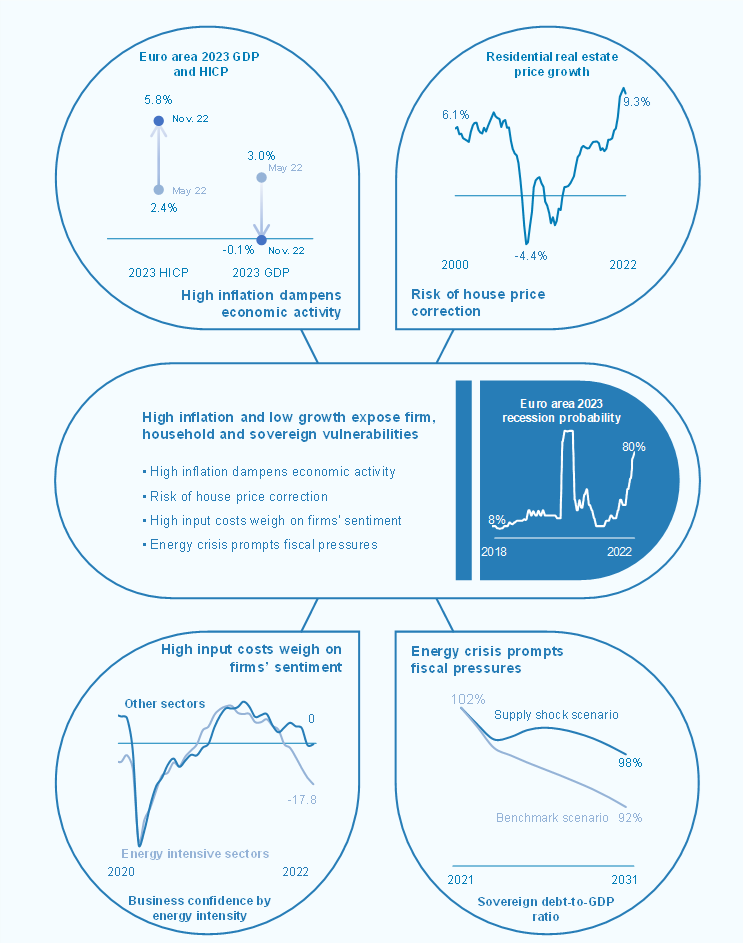 Euro area 2023 GDP
and HICP
5.8%
Nov. 22
May 22
2.4%
3.0%
May 22
-0.1%
Nov. 22
2023 HICP
2023 GDP
High inflation dampens
economic activity
Residential real estate
price growth
6.1%
9.3%
-4.4%
2000
2022
Risk of house price
correction
High inflation and low growth expose firm,
household and sovereign vulnerabilities
▪ High inflation dampens economic activity
▪ Risk of house price correction
▪ High input costs weigh on firms’ sentiment
▪ Energy crisis prompts fiscal pressures
Euro area 2023
recession probability
80%
8%
2018
2022
High input costs weigh on
firms’ sentiment
Other sectors
0
-17.8
Energy intensive sectors
2020
2022
Business confidence by
energy intensity
Energy crisis prompts
fiscal pressures
102%
Supply shock scenario
98%
Benchmark scenario
92%
2021
2031
Sovereign debt-to-GDP
ratio